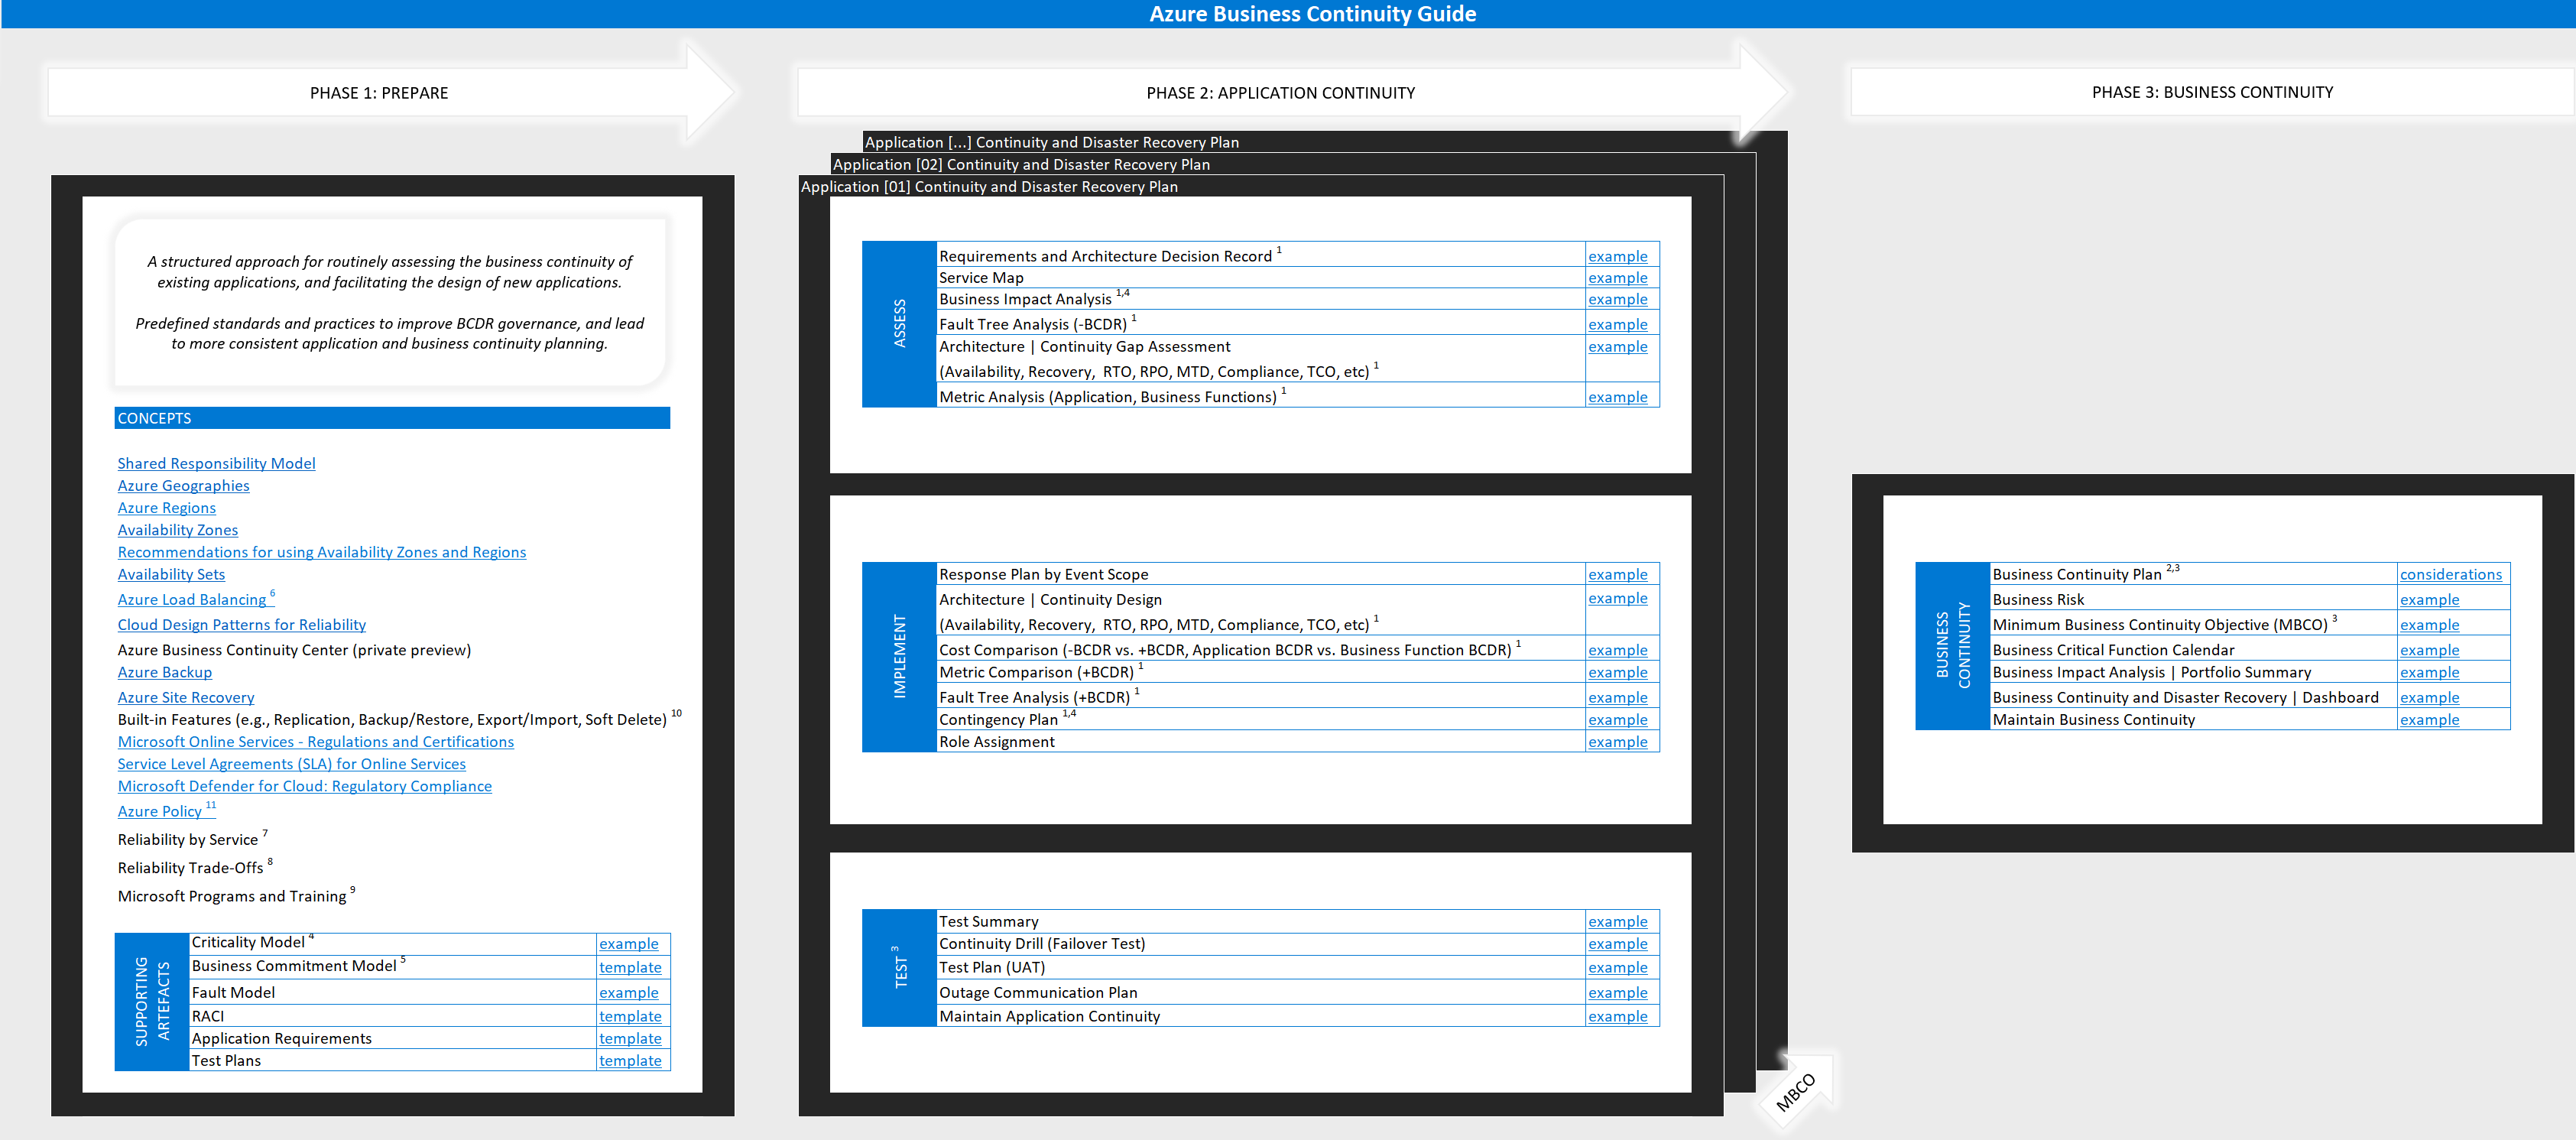 Azure Business Continuity Guide
PHASE 1: PREPARE
PHASE 2: APPLICATION CONTINUITY
PHASE 3: BUSINESS CONTINUITY
A structured approach for routinely assessing the business continuity of
existing applications, and facilitating the design of new applications.
Predefined standards and practices to improve BCDR governance, and lead
to more consistent application and business continuity planning.
CONCEPTS
Shared Responsibility Model
Azure Geographies
Azure Regions
Availability Zones
Recommendations for using Availability Zones and Regions
Availability Sets
Azure Load Balancing 6
Cloud Design Patterns for Reliability
Azure Business Continuity Center (private preview)
Azure Backup
Azure Site Recovery
Built-in Features (e.g., Replication, Backup/Restore, Export/Import, Soft Delete) 10
Microsoft Online Services - Regulations and Certifications
Service Level Agreements (SLA) for Online Services
Microsoft Defender for Cloud: Regulatory Compliance
Azure Policy 11
Reliability by Service 7
Reliability Trade-Offs 8
Microsoft Programs and Training 9
SUPPORTING
ARTEFACTS
Criticality Model 4 example
Business Commitment Model 5 template
Fault Model example
RACI template
Application Requirements template
Test Plans template
Application [...] Continuity and Disaster Recovery Plan
Application [02] Continuity and Disaster Recovery Plan
Application [01] Continuity and Disaster Recovery Plan
ASSESS
Requirements and Architecture Decision Record 1 example
Service Map example
Business Impact Analysis 1,4 example
Fault Tree Analysis (-BCDR) 1 example
Architecture | Continuity Gap Assessment example
(Availability, Recovery, RTO, RPO, MTD, Compliance, TCO, etc) 1
Metric Analysis (Application, Business Functions) 1 example
IMPLEMENT
Response Plan by Event Scope example
Architecture | Continuity Design example
(Availability, Recovery, RTO, RPO, MTD, Compliance, TCO, etc) 1
Cost Comparison (-BCDR vs. +BCDR, Application BCDR vs. Business Function BCDR) 1 example
Metric Comparison (+BCDR) 1 example
Fault Tree Analysis (+BCDR) 1 example
Contingency Plan 1,4 example
Role Assignment example
TEST 3
Test Summary example
Continuity Drill (Failover Test) example
Test Plan (UAT) example
Outage Communication Plan example
Maintain Application Continuity example
MBCO
BUSINESS
CONTINUITY
Business Continuity Plan 2,3 considerations
Business Risk example
Minimum Business Continuity Objective (MBCO) 3 example
Business Critical Function Calendar example
Business Impact Analysis | Portfolio Summary example
Business Continuity and Disaster Recovery | Dashboard example
Maintain Business Continuity example